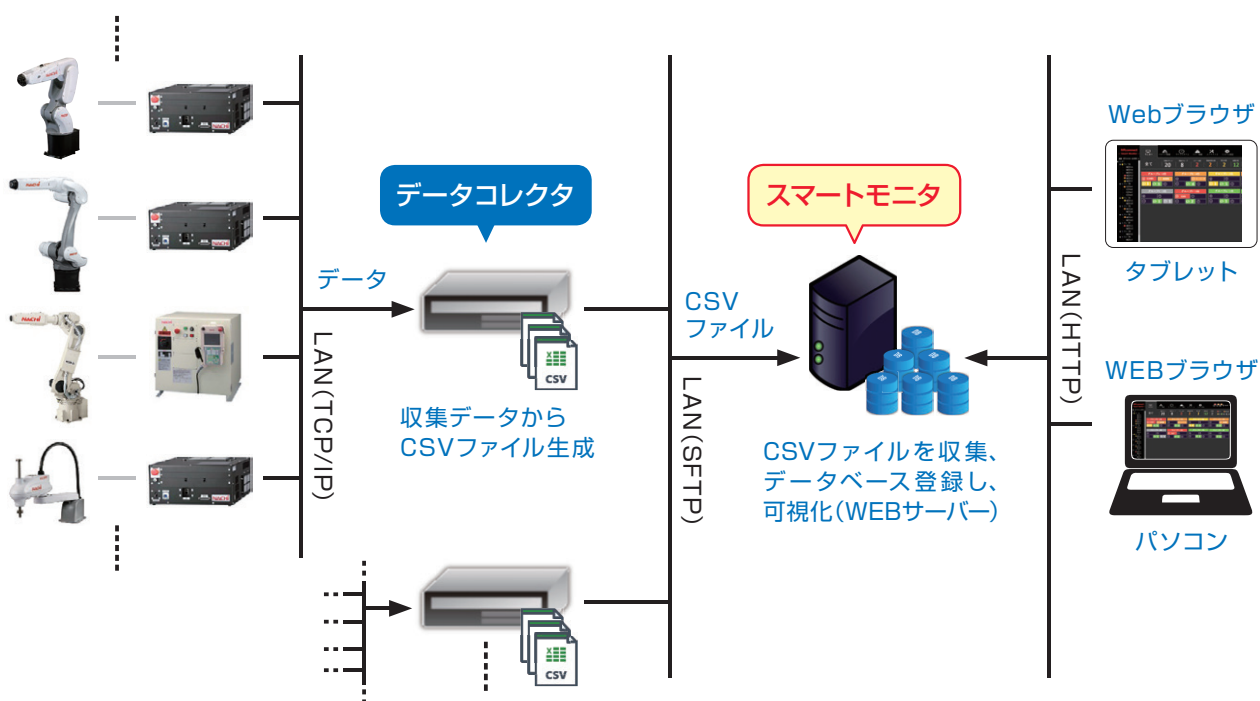 NACHI
NACHI
NACHI
NACHI
NACHI
LAN(TCP/IP)
データ
データコレクタ
CSV
収集データから
CSVファイル生成
CSV
LAN(SFTP)
CSV
ファイル
スマートモニタ
CSVファイルを収集、
データベース登録し、
可視化(WEBサーバー)
LAN(HTTP)
Webブラウザ
タブレット
WEBブラウザ
パソコン